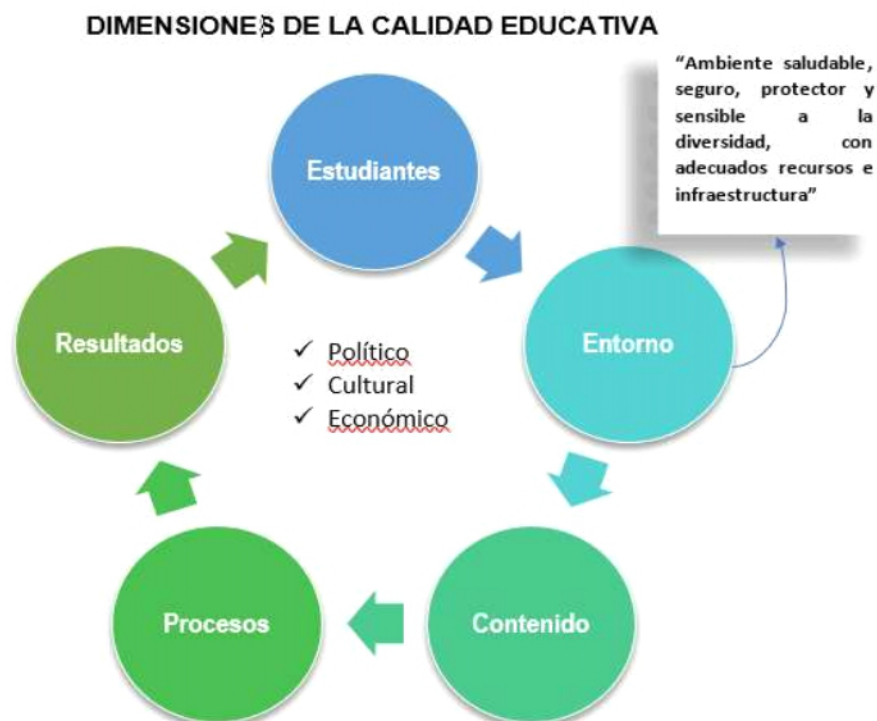 DIMENSIONES DE LA CALIDAD EDUCATIVA
“Ambiente saludable,
seguro, protector y
sensible a la
diversidad, con
adecuados recursos e
infraestructura”
Estudiantes
Entorno
Contenido
Procesos
Resultados
✓ Político
✓ Cultural
✓ Económico